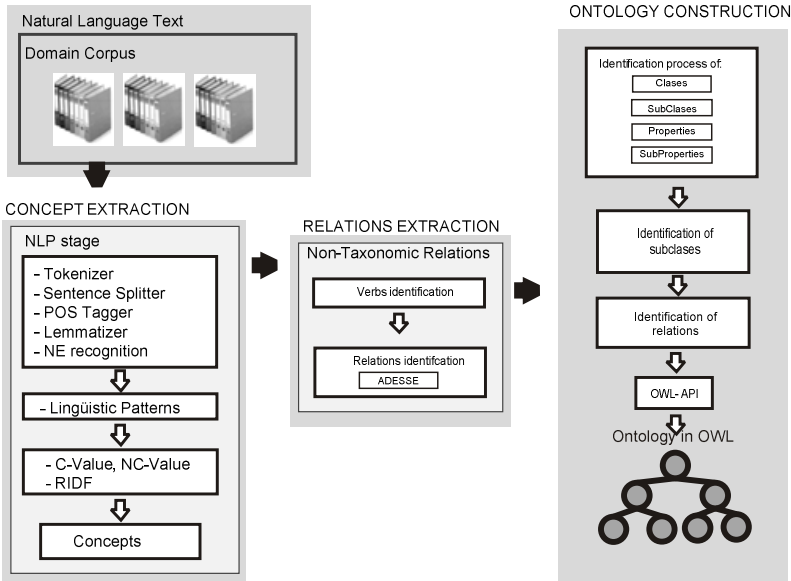 Natural Language Text
Domain Corpus
CONCEPT EXTRACTION
NLP stage
- Tokenizer
- Sentence Splitter
- POS Tagger
- Lemmatizer
- NE recognition
- Lingüistic Patterns
- C-Value, NC-Value
- RIDF
Concepts
RELATIONS EXTRACTION
Non-Taxonomic Relations
Verbs identification
Relations identifcation
ADESSE
ONTOLOGY CONSTRUCTION
Identification process of:
Clases
SubClases
Properties
SubProperties
Identification of
subclases
Identification of
relations
OWL- API
Ontology in OWL